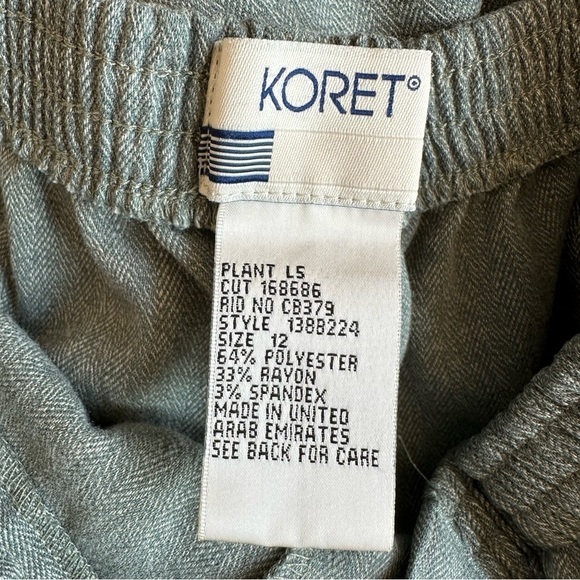 KORET®
PLANT L5
CUT 168686
RID NO CB379
STYLE 138B224
SIZE 12
64% POLYESTER
33% RAYON
3% SPANDEX
MADE IN UNITED
ARAB EMIRATES
SEE BACK FOR CARE